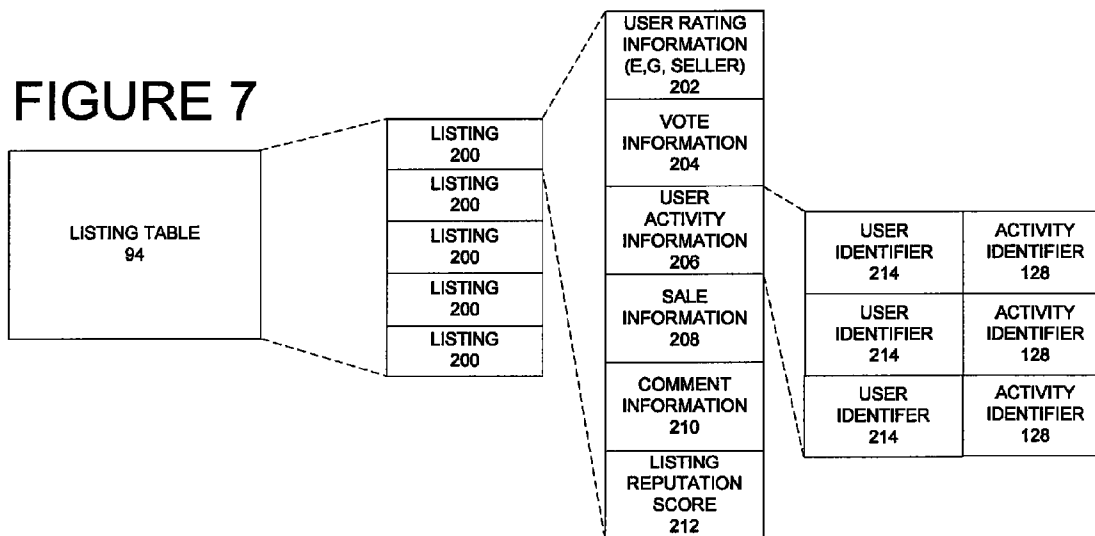 FIGURE 7
LISTING TABLE
94
LISTING
200
LISTING
200
LISTING
200
LISTING
200
LISTING
200
USER RATING
INFORMATION
(E,G, SELLER)
202
VOTE
INFORMATION
204
USER
ACTIVITY
INFORMATION
206
SALE
INFORMATION
208
COMMENT
INFORMATION
210
LISTING
REPUTATION
SCORE
212
USER
IDENTIFIER
214
ACTIVITY
IDENTIFIER
128
USER
IDENTIFIER
214
ACTIVITY
IDENTIFIER
128
USER
IDENTIFER
214
ACTIVITY
IDENTIFIER
128